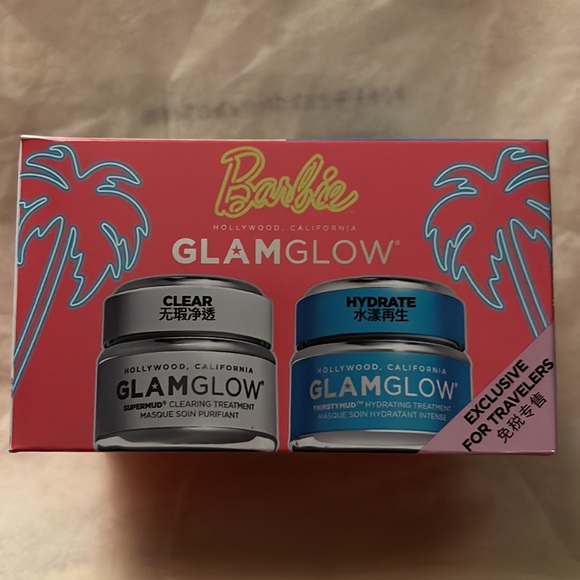 Barbie
HOLLYWOOD, CALIFORNIA
GLAMGLOW®
CLEAR
无瑕净透
HOLLYWOOD, CALIFORNIA
GLAMGLOW®
SUPERMUD® CLEARING TREATMENT
MASQUE SOIN PURIFIANT
HYDRATE
水漾再生
HOLLYWOOD, CALIFORNIA
GLAMGLOW®
THIRSTYMUD™ HYDRATING TREATMENT
MASQUE SOIN HYDRATANT INTENSE
EXCLUSIVE
FOR TRAVELERS
免税专售